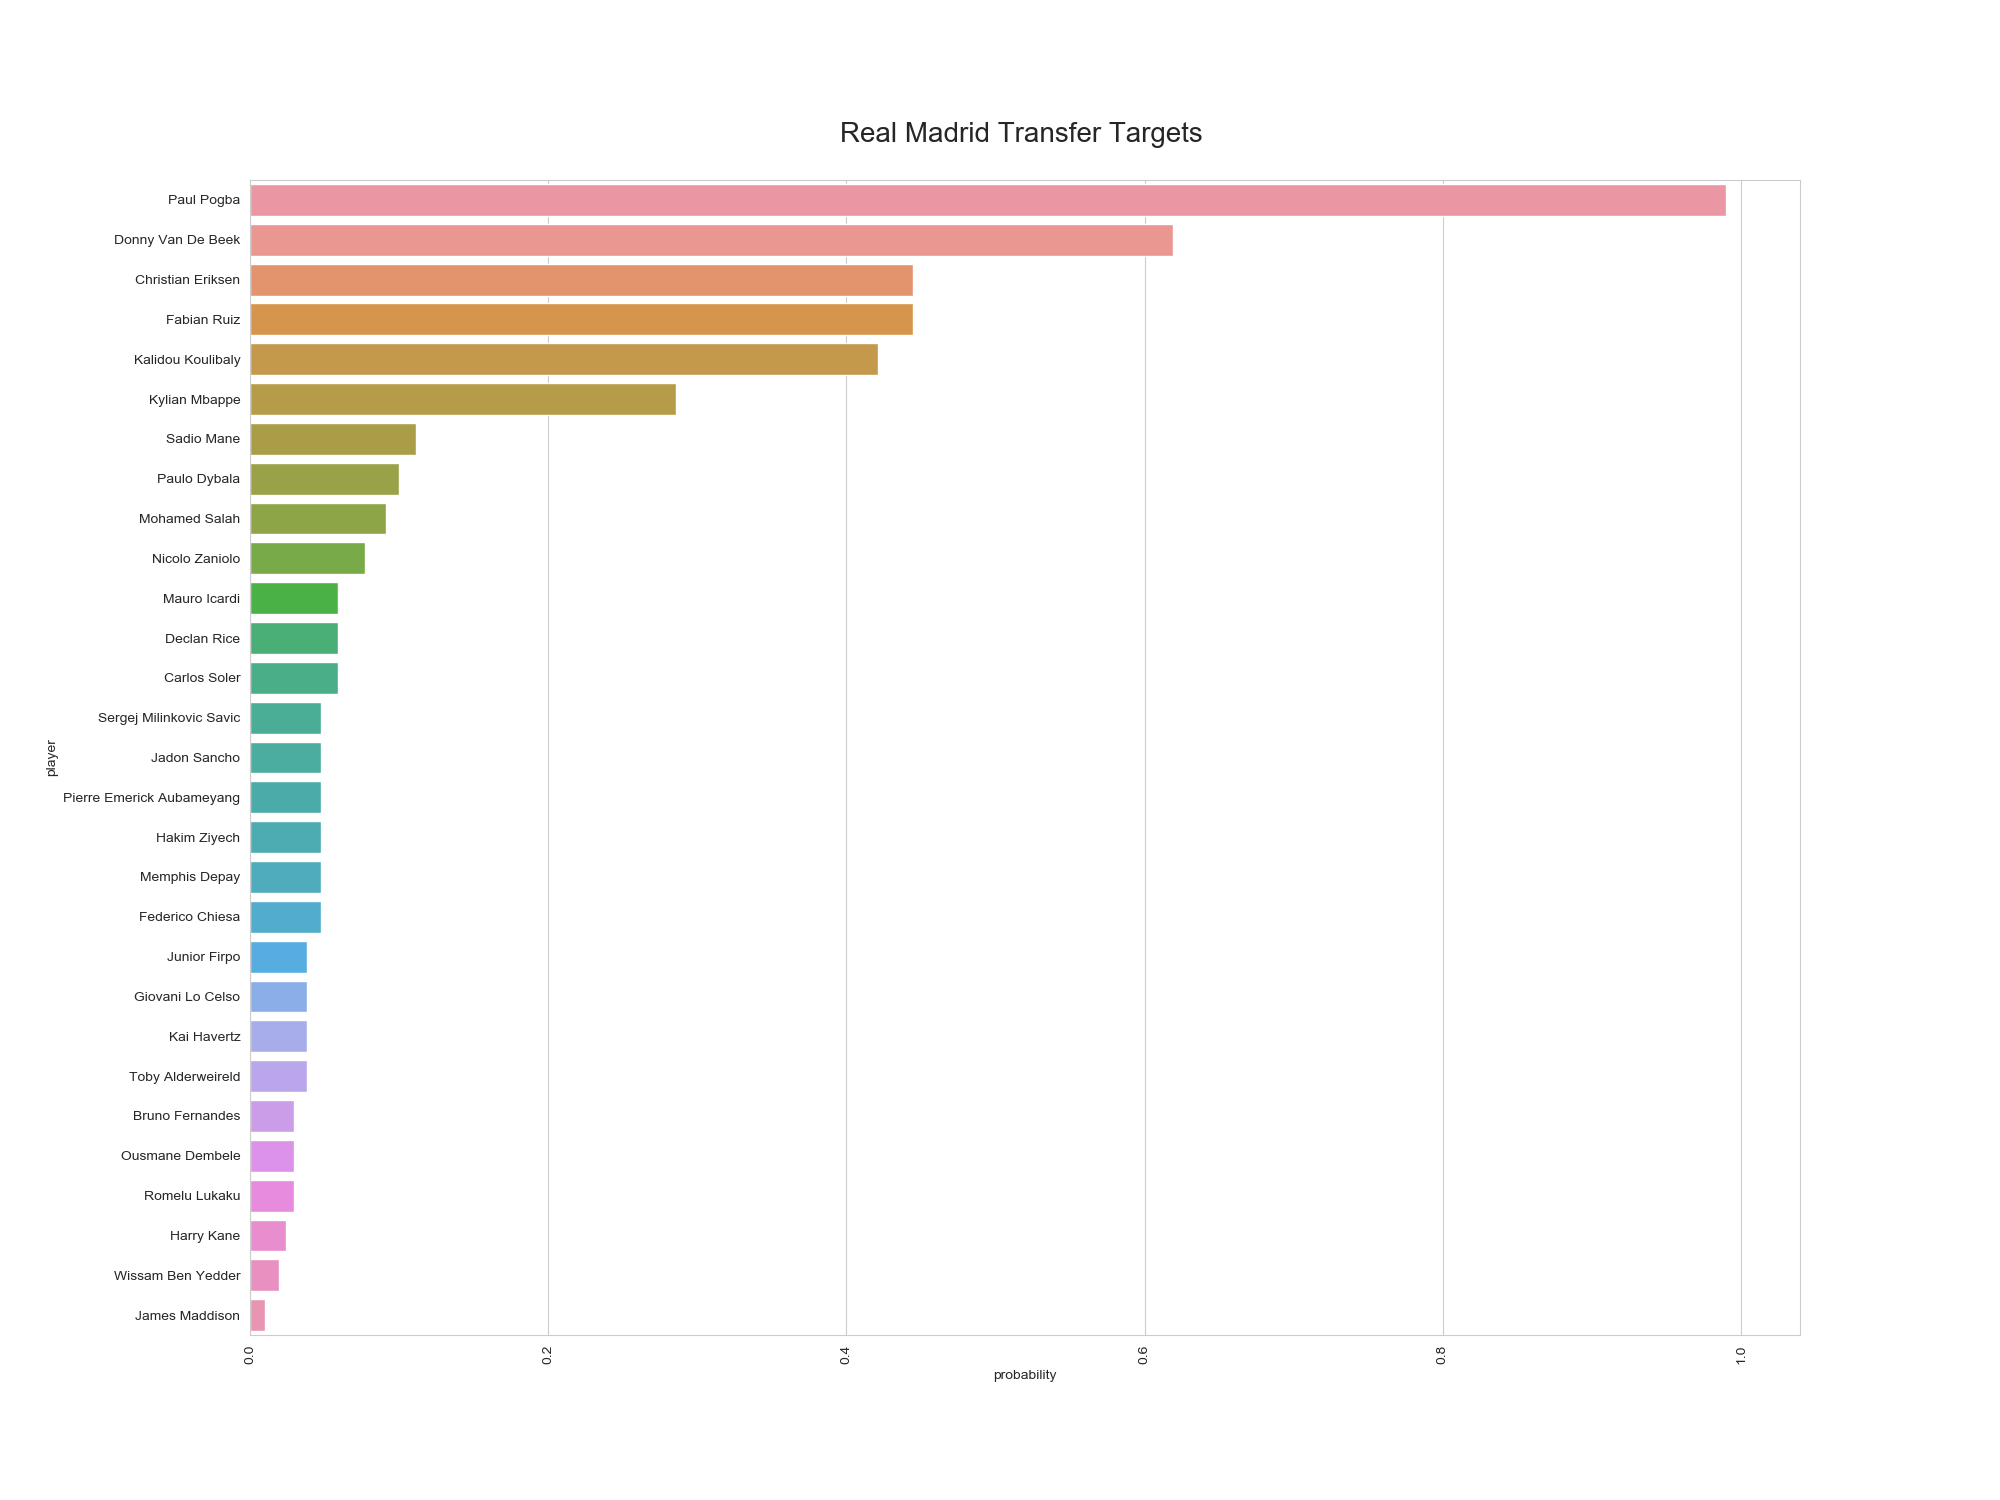 Real Madrid Transfer Targets
Paul Pogba
Donny Van De Beek
Christian Eriksen
Fabian Ruiz
Kalidou Koulibaly
Kylian Mbappe
Sadio Mane
Paulo Dybala
Mohamed Salah
Nicolo Zaniolo
Mauro Icardi
Declan Rice
Carlos Soler
Sergej Milinkovic Savic
Jadon Sancho
Pierre Emerick Aubameyang
Hakim Ziyech
Memphis Depay
Federico Chiesa
Junior Firpo
Giovani Lo Celso
Kai Havertz
Toby Alderweireld
Bruno Fernandes
Ousmane Dembele
Romelu Lukaku
Harry Kane
Wissam Ben Yedder
James Maddison
player
0.0
0.2
0.4
0.6
0.8
1.0
probability